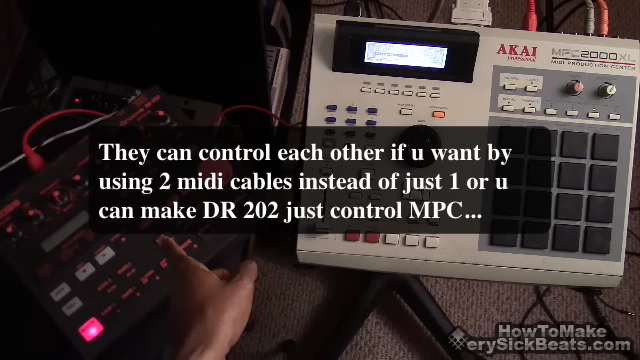 AKAI
professional
MPC2000XL
MIDI PRODUCTION CENTER
They can control each other if u want by
using 2 midi cables instead of just 1 or u
can make DR 202 just control MPC...
HowToMake
erySickBeats.com